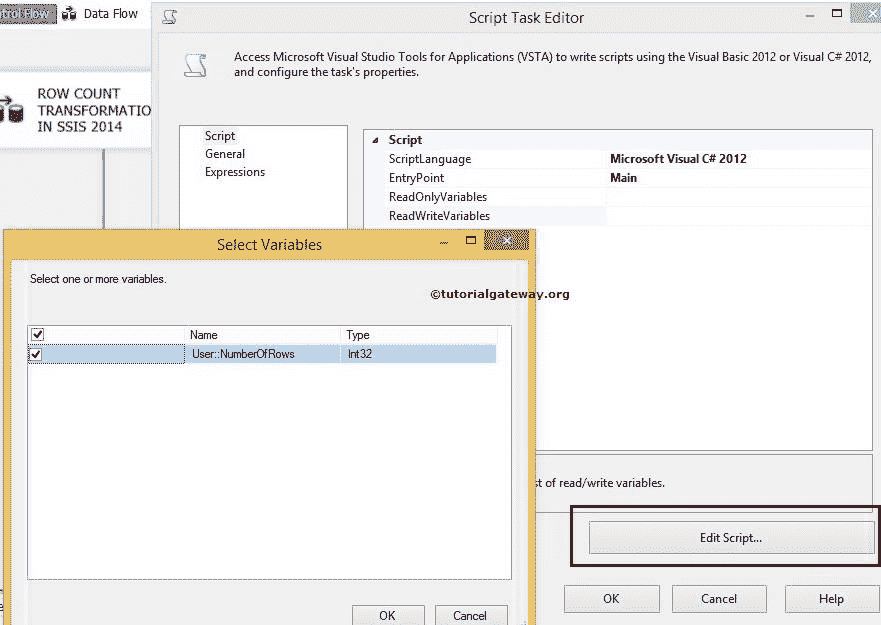 Control Flow
Data Flow
Script Task Editor
Access Microsoft Visual Studio Tools for Applications (VSTA) to write scripts using the Visual Basic 2012 or Visual C# 2012,
and configure the task's properties.
ROW COUNT
TRANSFORMATIO
IN SSIS 2014
Script
General
Expressions
Script
ScriptLanguage Microsoft Visual C# 2012
EntryPoint Main
ReadOnlyVariables
ReadWriteVariables
Select Variables
Select one or more variables.
©tutorialgateway.org
Name Type
User::NumberOfRows Int32
st of read/write variables.
Edit Script...
OK Cancel Help
OK Cancel